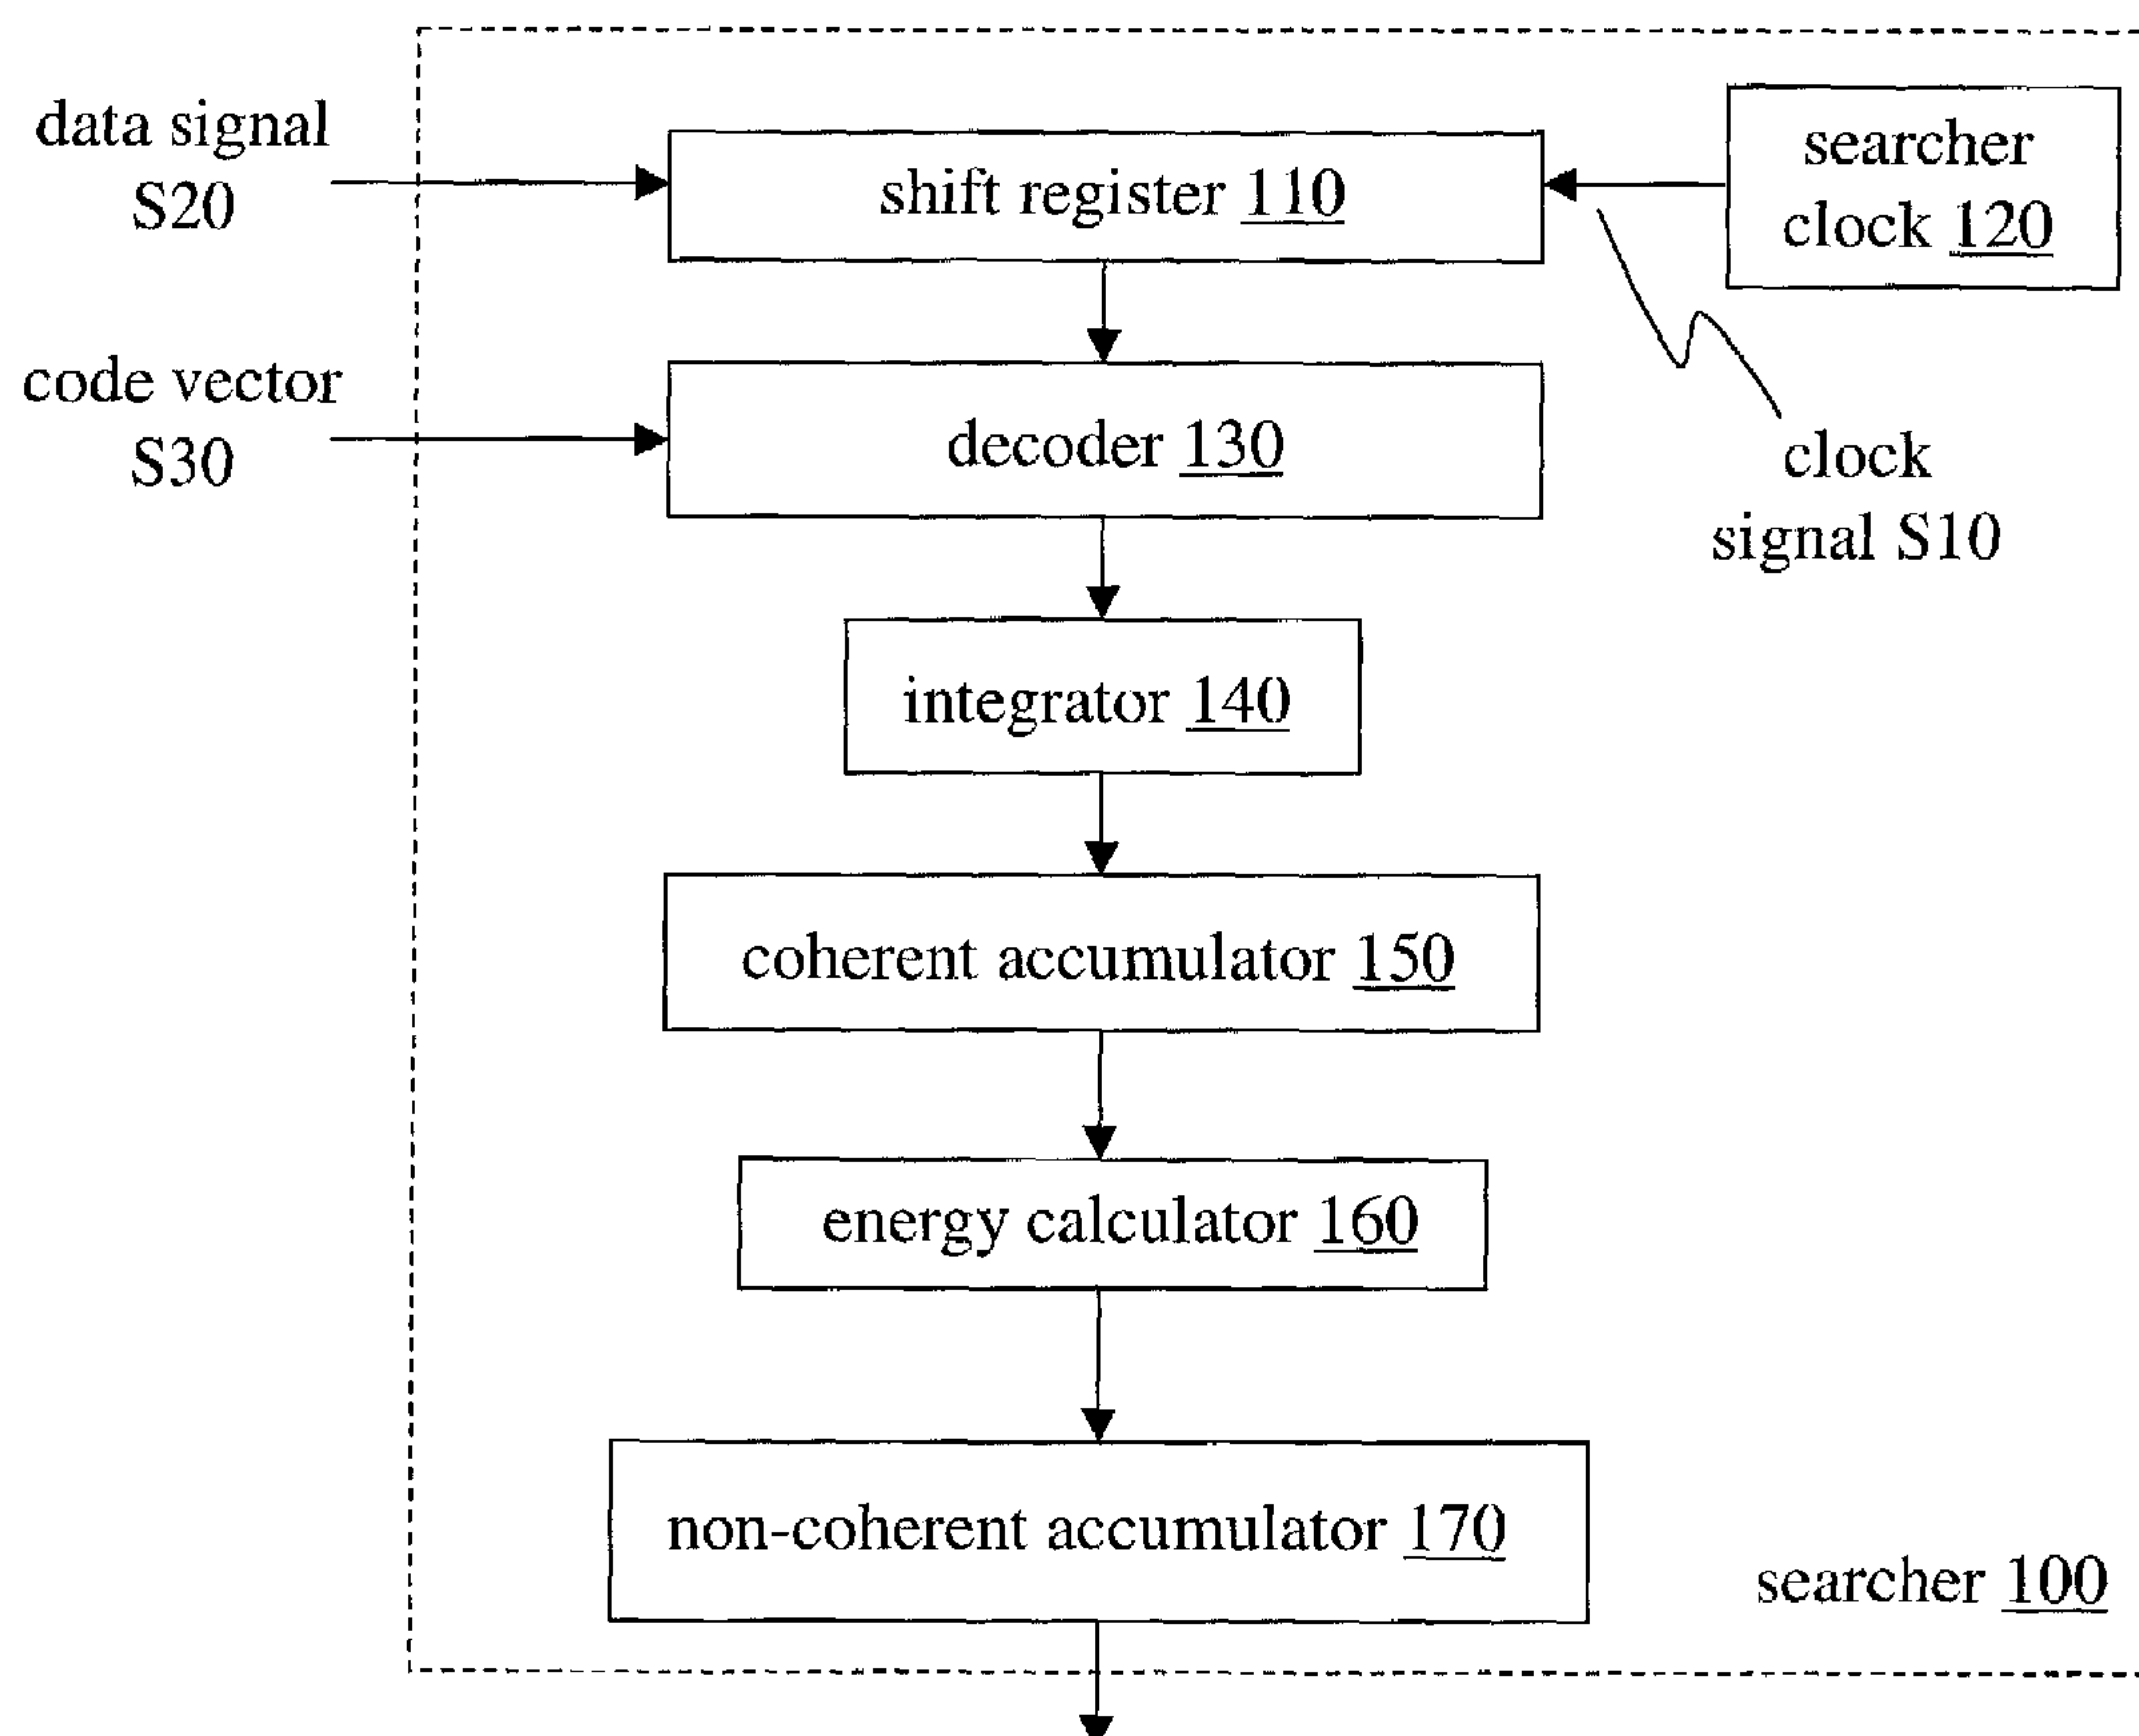 data signal
S20
shift register 110
searcher
clock 120
code vector
S30
decoder 130
clock
signal S10
integrator 140
coherent accumulator 150
energy calculator 160
non-coherent accumulator 170
searcher 100